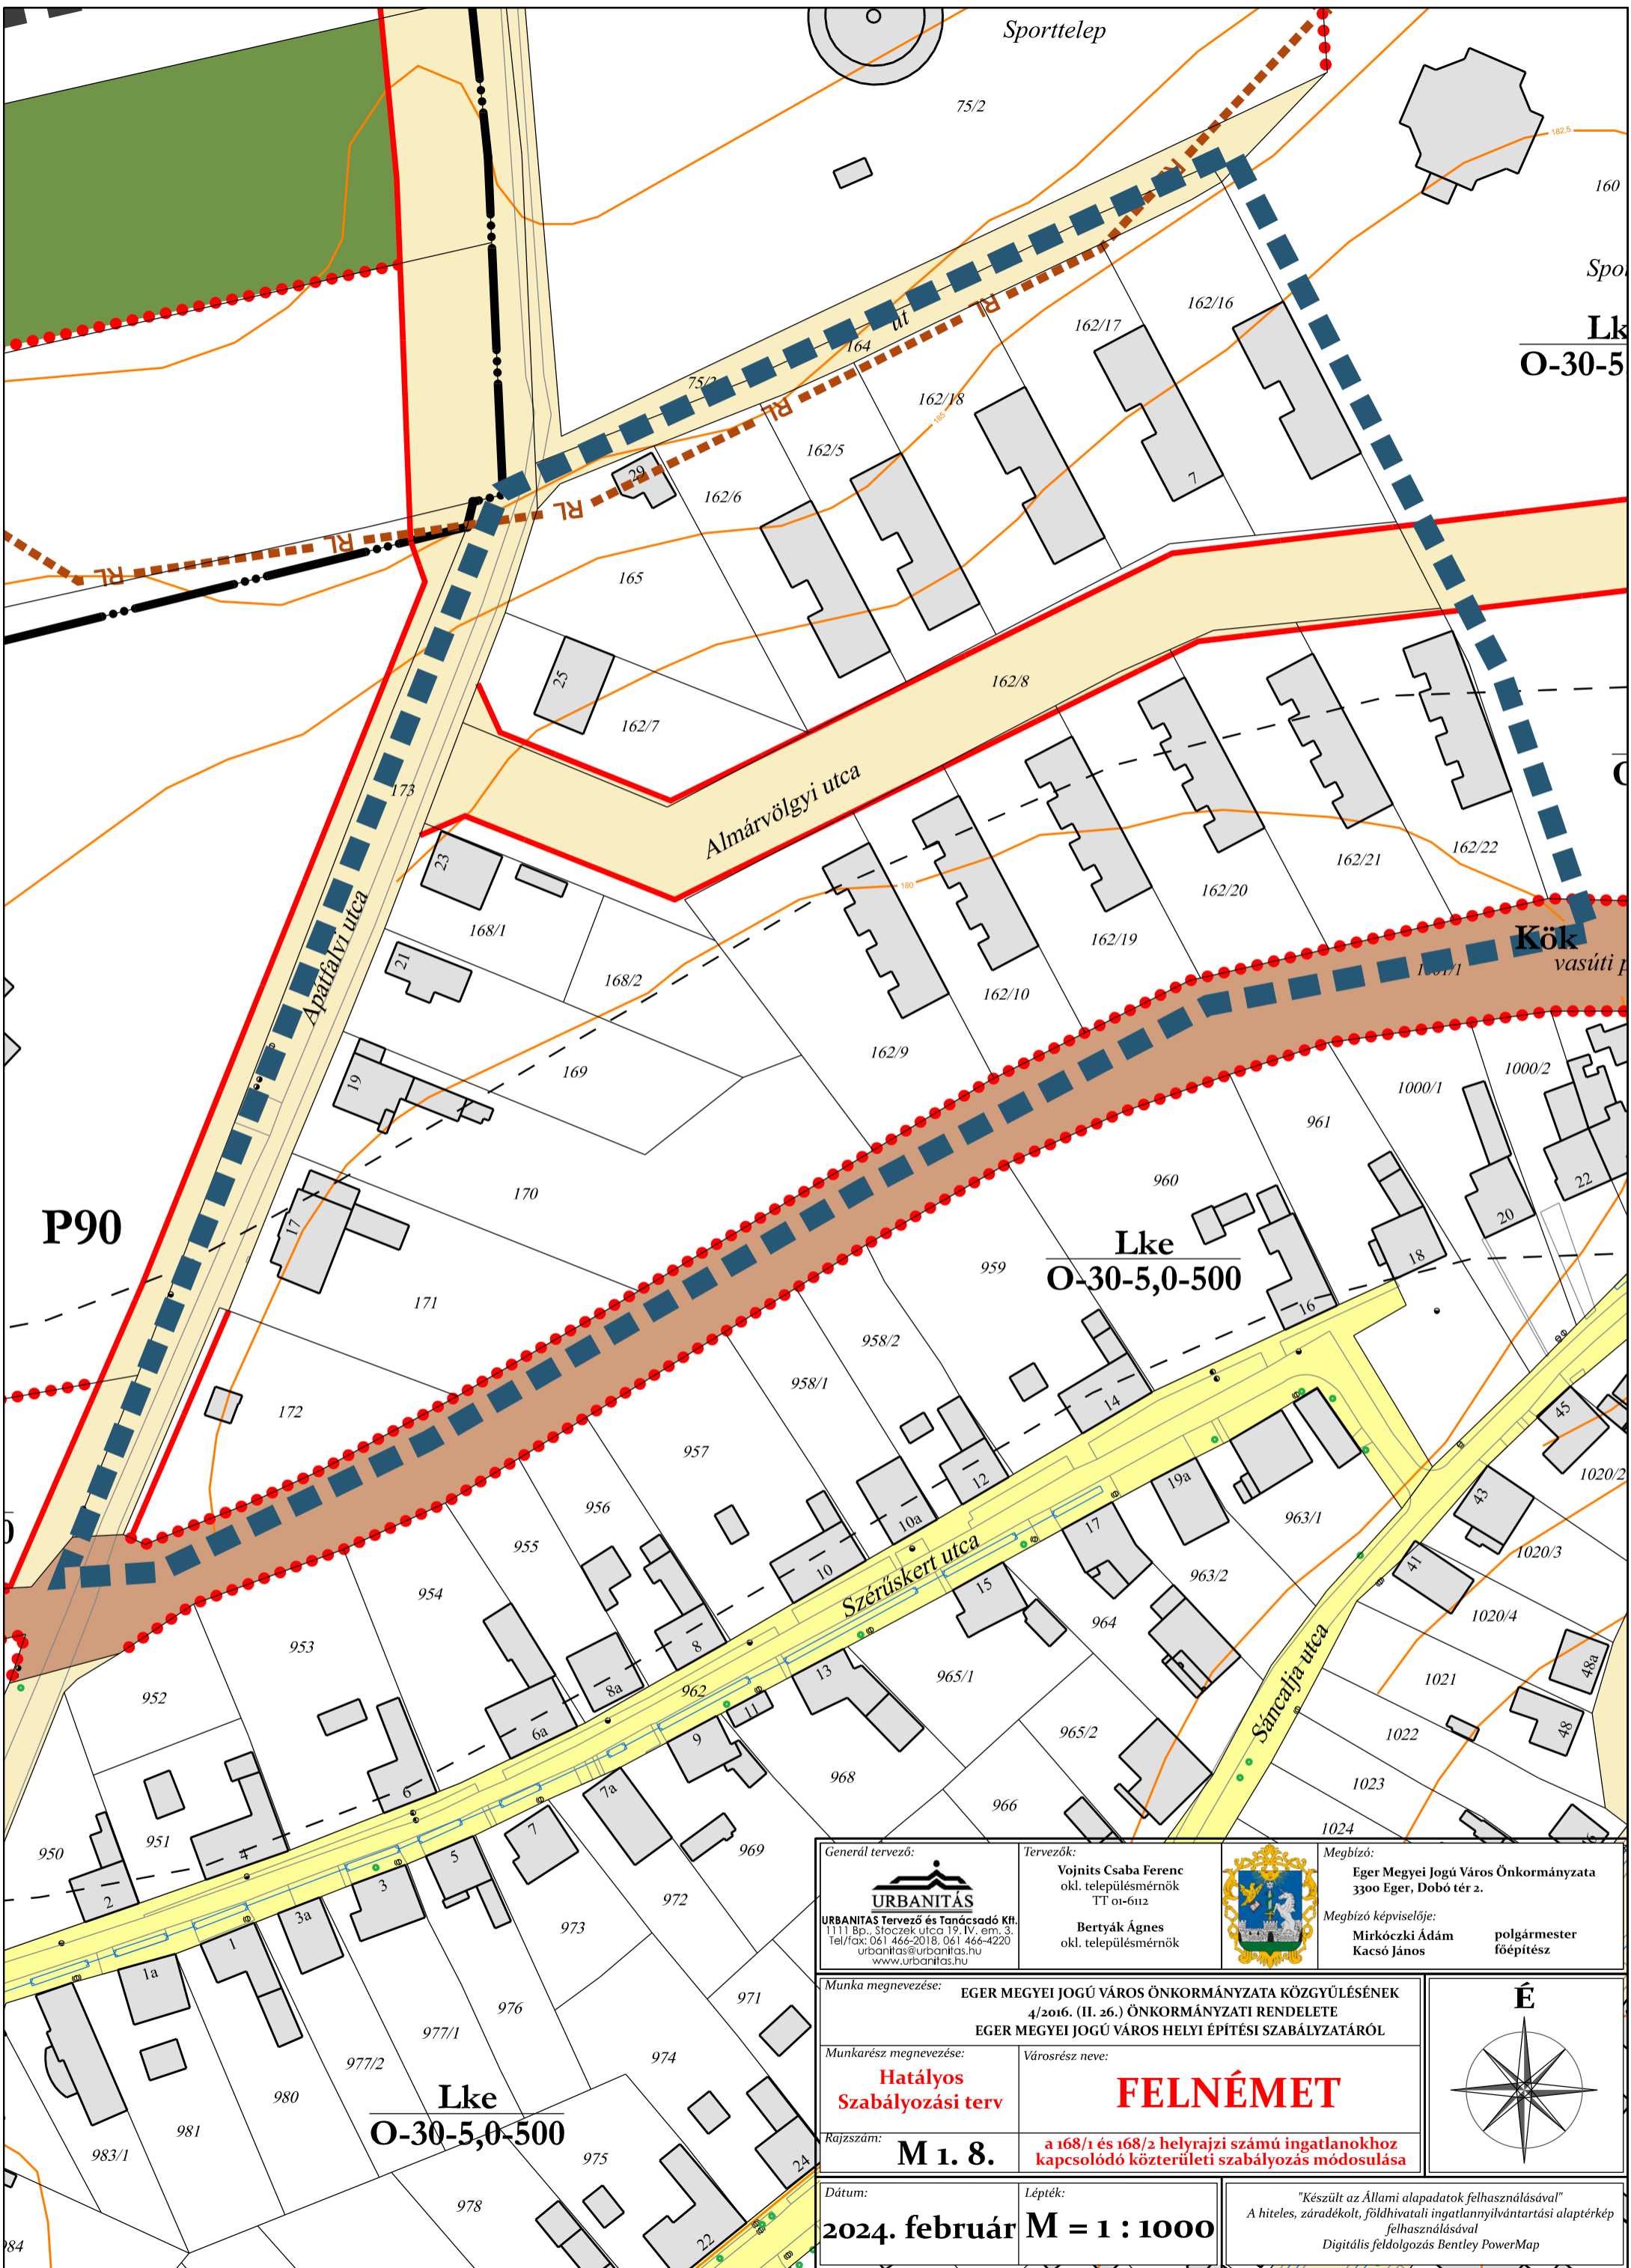 Sporttelep
75/2
182,5
160
RL
162/16
162/17
út
164
RL
75/2
162/18
185
RL
162/5
29
162/6
7
RL
RL
RL
165
25
162/7
162/8
173
Almárvölgyi utca
23
168/1
180
162/22
162/21
162/20
162/19
Apátfalvi utca
21
168/2
162/10
Kök
1001/1
19
169
162/9
1000/2
1000/1
961
17
170
960
22
20
18
P90
959
Lke
O-30-5,0-500
171
16
958/2
958/1
14
172
957
12
45
1020/2
19a
43
956
10a
17
963/1
955
Szérűskert utca
10
15
963/2
41
1020/3
954
964
1020/4
953
8
13
965/1
Sáncalja utca
1021
48a
952
8a
962
11
6a
9
965/2
1022
48
968
1023
6
7a
966
1024
951
950
4
7
969
2
5
3
3a
972
1
973
1a
976
971
977/1
977/2
974
980
Lke
O-30-5,0-500
981
983/1
975
24
978
22
Generál tervező:
URBANITÁS
URBANITAS Tervező és Tanácsadó Kft.
1111 Bp., Stoczek utca 19. IV. em. 3.
Tel/fax: 061 466-2018, 061 466-4220
urbanitas@urbanitas.hu
www.urbanitas.hu
Tervezők:
Vojnits Csaba Ferenc
okl. településmérnök
TT 01-6112
Bertyák Ágnes
okl. településmérnök
Megbízó:
Eger Megyei Jogú Város Önkormányzata
3300 Eger, Dobó tér 2.
Megbízó képviselője:
Mirkóczki Ádám polgármester
Kacsó János főépítész
Munka megnevezése:
EGER MEGYEI JOGÚ VÁROS ÖNKORMÁNYZATA KÖZGYŰLÉSÉNEK
4/2016. (II. 26.) ÖNKORMÁNYZATI RENDELETE
EGER MEGYEI JOGÚ VÁROS HELYI ÉPÍTÉSI SZABÁLYZATÁRÓL
Munkarész megnevezése:
Hatályos
Szabályozási terv
Városrész neve:
FELNÉMET
Rajzszám:
M 1. 8.
a 168/1 és 168/2 helyrajzi számú ingatlanokhoz
kapcsolódó közterületi szabályozás módosulása
É
Dátum:
2024. február
Lépték:
M = 1 : 1000
"Készült az Állami alapadatok felhasználásával"
A hiteles, záradékolt, földhivatali ingatlannyilvántartási alaptérkép
felhasználásával
Digitális feldolgozás Bentley PowerMap